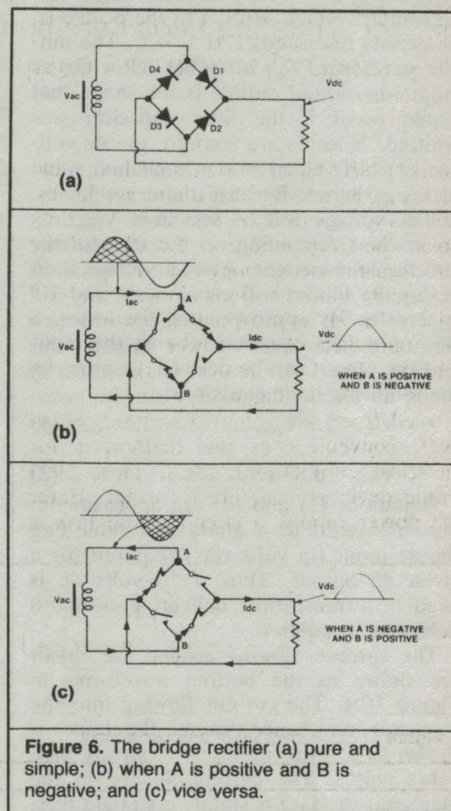 D4
D1
Vac
Vdc
D3
D2
(a)
Iac
A
Vac
Idc
Vdc
B
WHEN A IS POSITIVE
AND B IS NEGATIVE
(b)
Iac
A
Vac
Idc
Vdc
B
WHEN A IS NEGATIVE
AND B IS POSITIVE
(c)
Figure 6. The bridge rectifier (a) pure and
simple; (b) when A is positive and B is
negative; and (c) vice versa.